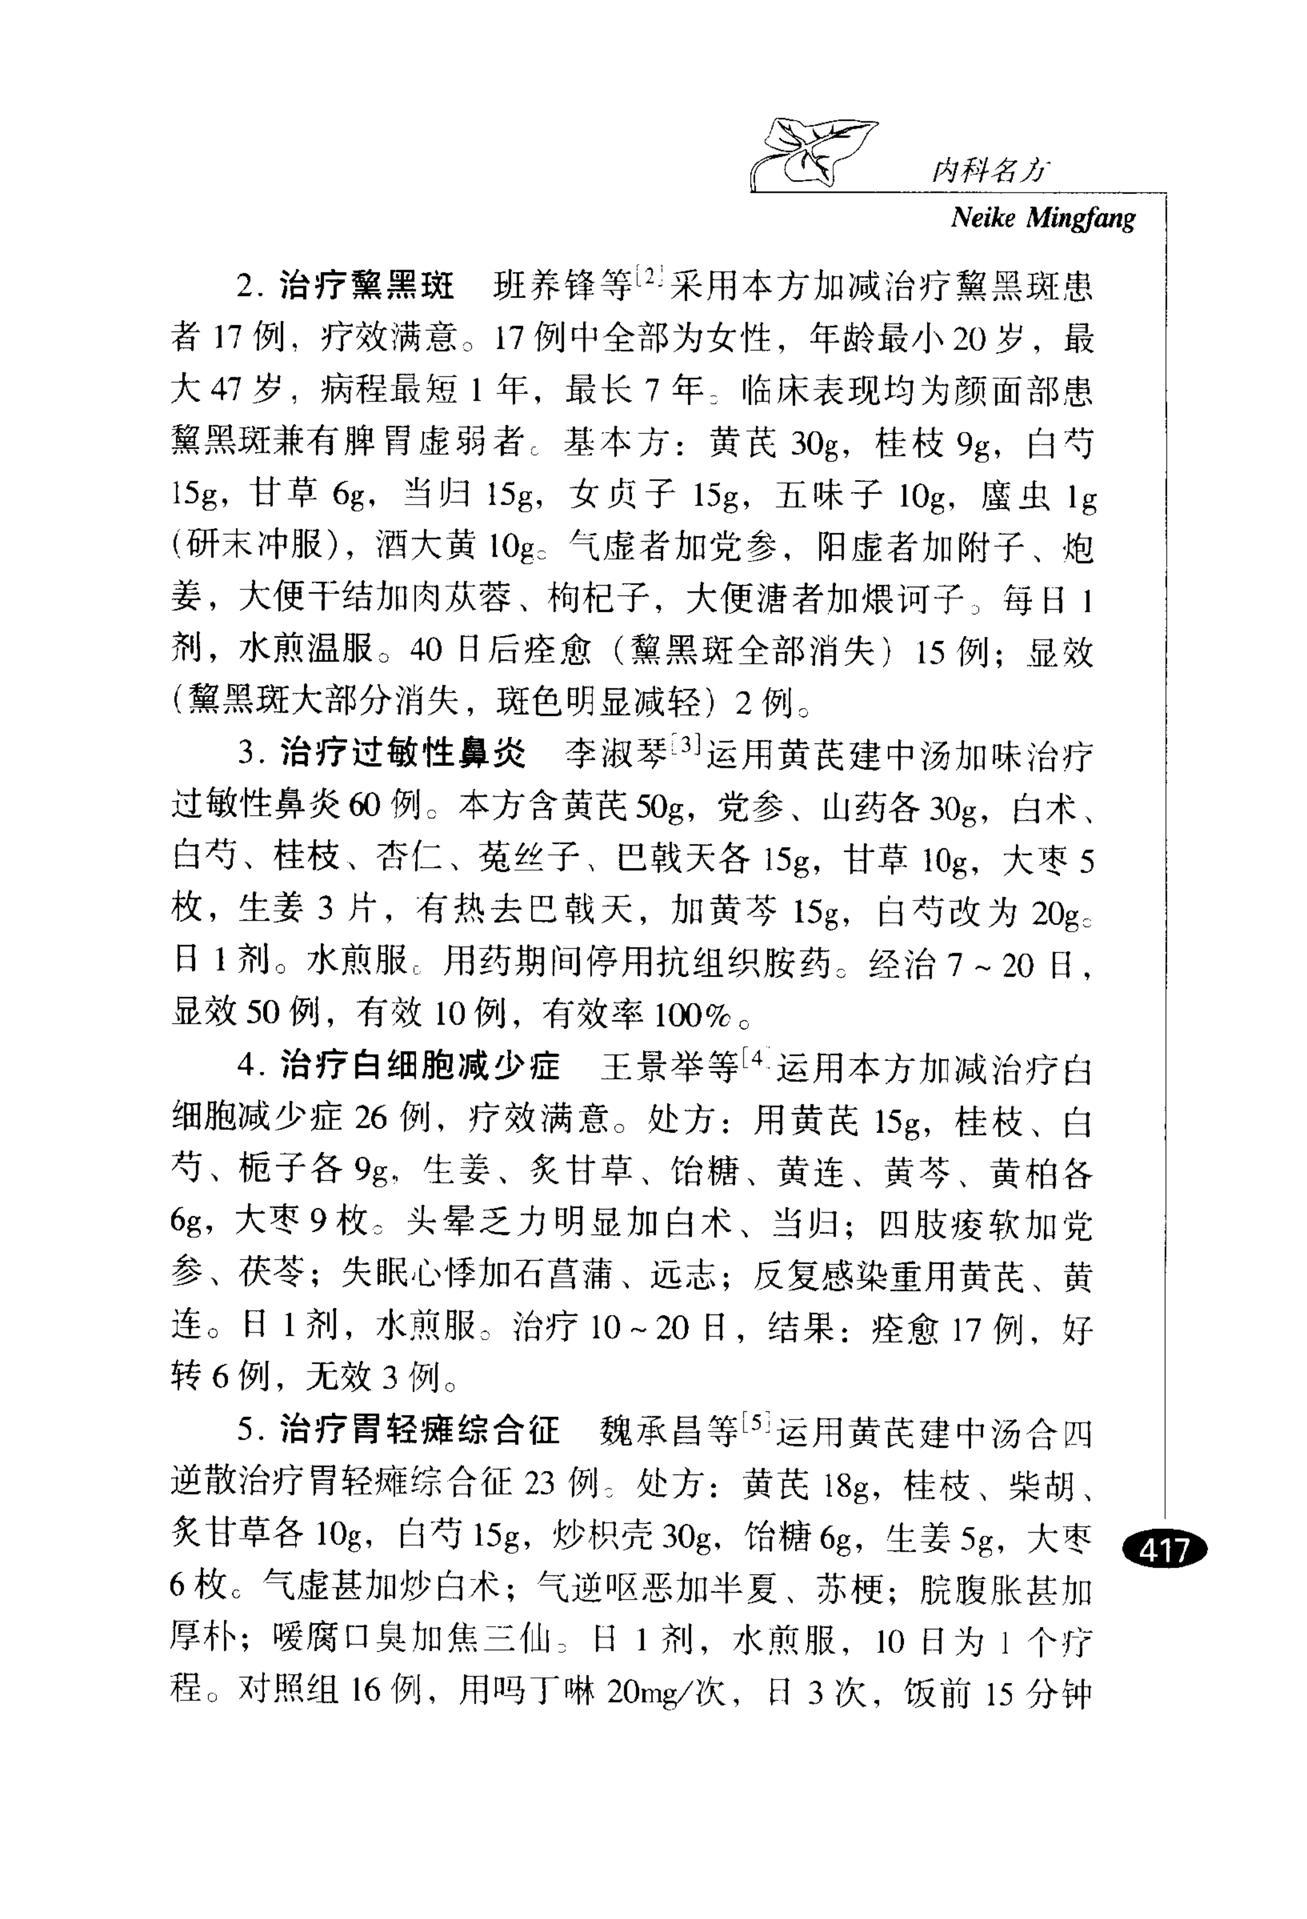 内科名方
Neike Mingfang
2. 治疗黧黑斑 班养锋等[2]采用本方加减治疗黧黑斑患
者 17 例，疗效满意。17 例中全部为女性，年龄最小 20 岁，最
大 47 岁，病程最短 1 年，最长 7 年。临床表现均为颜面部患
黧黑斑兼有脾胃虚弱者。基本方：黄芪 30g，桂枝 9g，白芍
15g，甘草 6g，当归 15g，女贞子 15g，五味子 10g，䗪虫 1g
(研末冲服)，酒大黄 10g。气虚者加党参，阳虚者加附子、炮
姜，大便干结加肉苁蓉、枸杞子，大便溏者加煨诃子。每日 1
剂，水煎温服。40 日后痊愈（黧黑斑全部消失）15 例；显效
（黧黑斑大部分消失，斑色明显减轻）2 例。
3. 治疗过敏性鼻炎 李淑琴[3]运用黄芪建中汤加味治疗
过敏性鼻炎 60 例。本方含黄芪 50g，党参、山药各 30g，白术、
白芍、桂枝、杏仁、菟丝子、巴戟天各 15g，甘草 10g，大枣 5
枚，生姜 3 片，有热去巴戟天，加黄芩 15g，白芍改为 20g。
日 1 剂。水煎服。用药期间停用抗组织胺药。经治 7～20 日，
显效 50 例，有效 10 例，有效率 100%。
4. 治疗白细胞减少症 王景举等[4]运用本方加减治疗白
细胞减少症 26 例，疗效满意。处方：用黄芪 15g，桂枝、白
芍、栀子各 9g，生姜、炙甘草、饴糖、黄连、黄芩、黄柏各
6g，大枣 9 枚。头晕乏力明显加白术、当归；四肢痠软加党
参、茯苓；失眠心悸加石菖蒲、远志；反复感染重用黄芪、黄
连。日 1 剂，水煎服。治疗 10～20 日，结果：痊愈 17 例，好
转 6 例，无效 3 例。
5. 治疗胃轻瘫综合征 魏承昌等[5]运用黄芪建中汤合四
逆散治疗胃轻瘫综合征 23 例。处方：黄芪 18g，桂枝、柴胡、
炙甘草各 10g，白芍 15g，炒枳壳 30g，饴糖 6g，生姜 5g，大枣
6 枚。气虚甚加炒白术；气逆呕恶加半夏、苏梗；脘腹胀甚加
厚朴；嗳腐口臭加焦三仙。日 1 剂，水煎服，10 日为 1 个疗
程。对照组 16 例，用吗丁啉 20mg/次，日 3 次，饭前 15 分钟
417